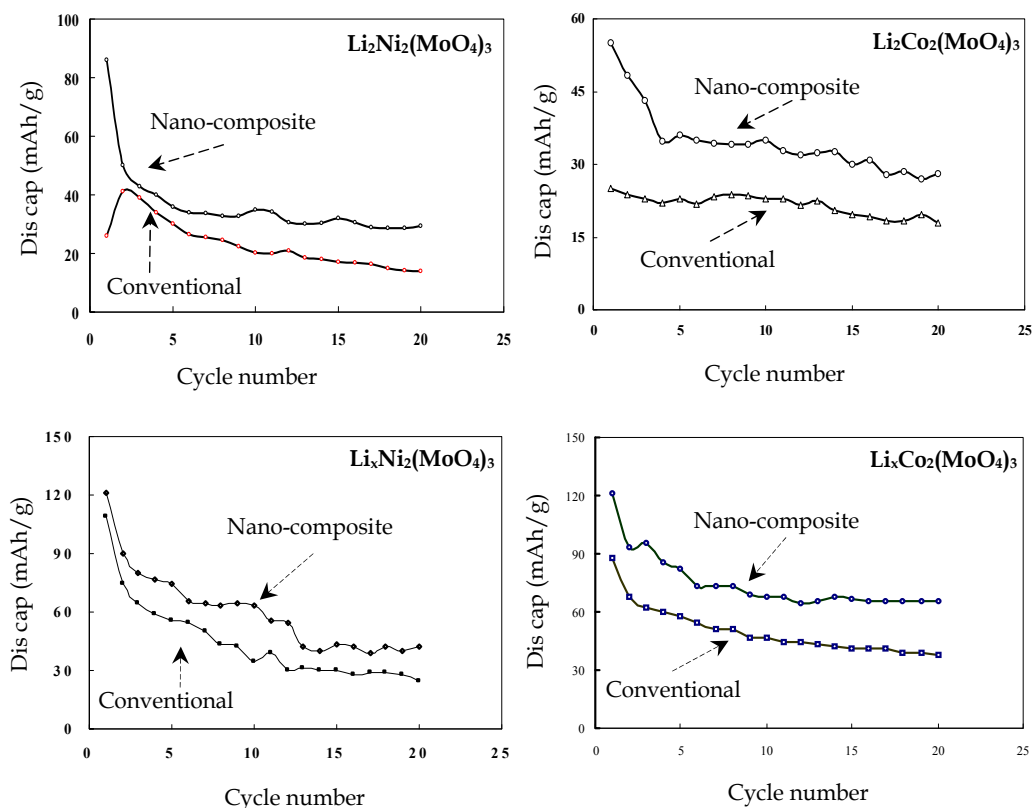 Li₂Ni₂(MoO₄)₃
Dis cap (mAh/g)
100
80
60
40
20
0
Nano-composite
Conventional
0 5 10 15 20 25
Cycle number
Li₂Co₂(MoO₄)₃
Dis cap (mAh/g)
60
45
30
15
0
Nano-composite
Conventional
0 5 10 15 20 25
Cycle number
LiₓNi₂(MoO₄)₃
Dis cap (mAh/g)
150
120
90
60
30
0
Nano-composite
Conventional
0 5 10 15 20 25
Cycle number
LiₓCo₂(MoO₄)₃
Dis cap (mAh/g)
150
120
90
60
30
0
Nano-composite
Conventional
0 5 10 15 20 25
Cycle number